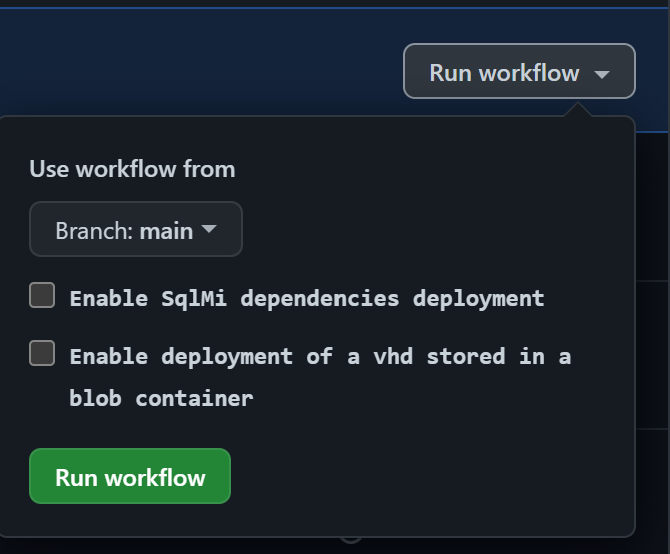 Run workflow
Use workflow from
Branch: main
Enable SqlMi dependencies deployment
Enable deployment of a vhd stored in a
blob container
Run workflow